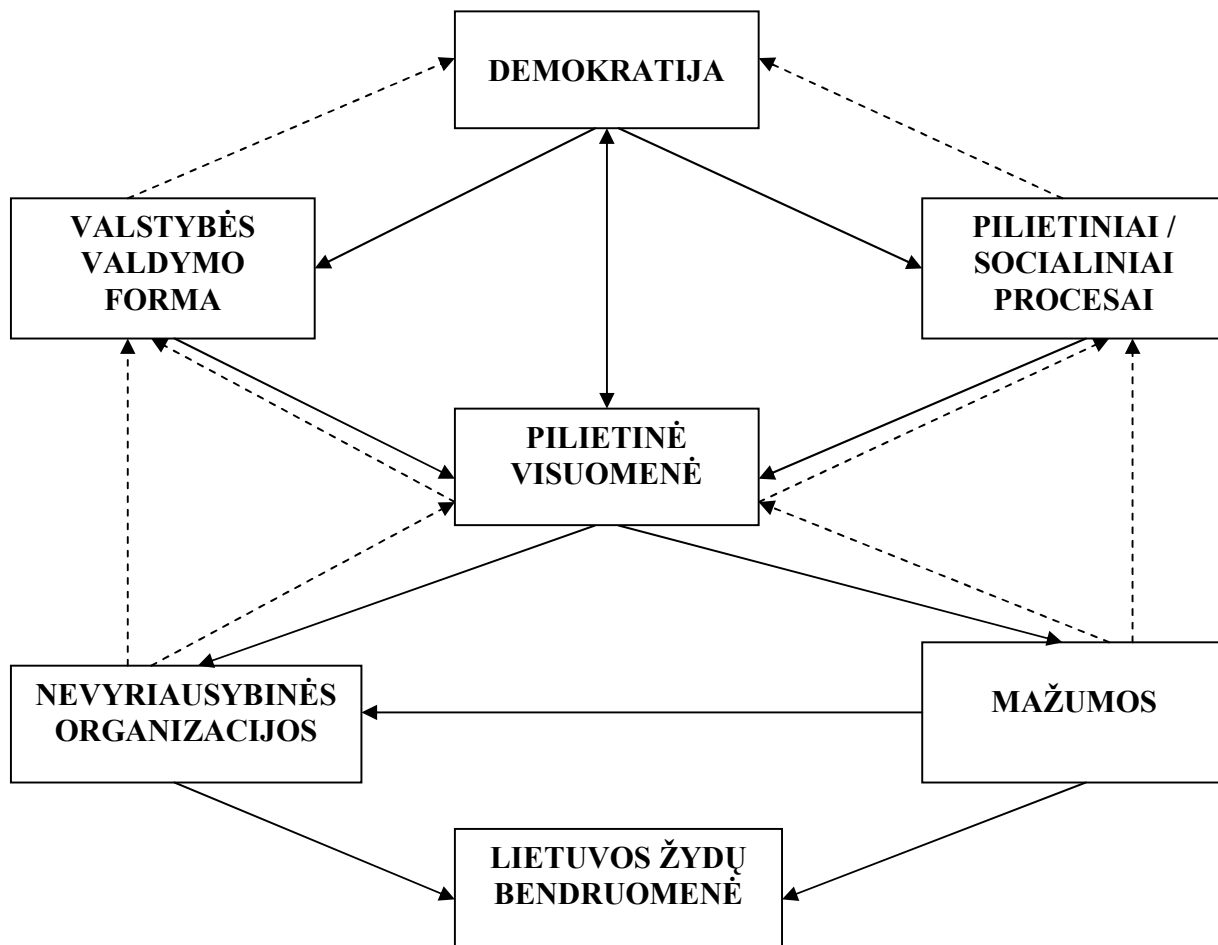 DEMOKRATIJA
VALSTYBĖS
VALDYMO
FORMA
PILIETINIAI /
SOCIALINIAI
PROCESAI
PILIETINĖ
VISUOMENĖ
NEVYRIAUSYBINĖS
ORGANIZACIJOS
MAŽUMOS
LIETUVOS ŽYDŲ
BENDRUOMENĖ